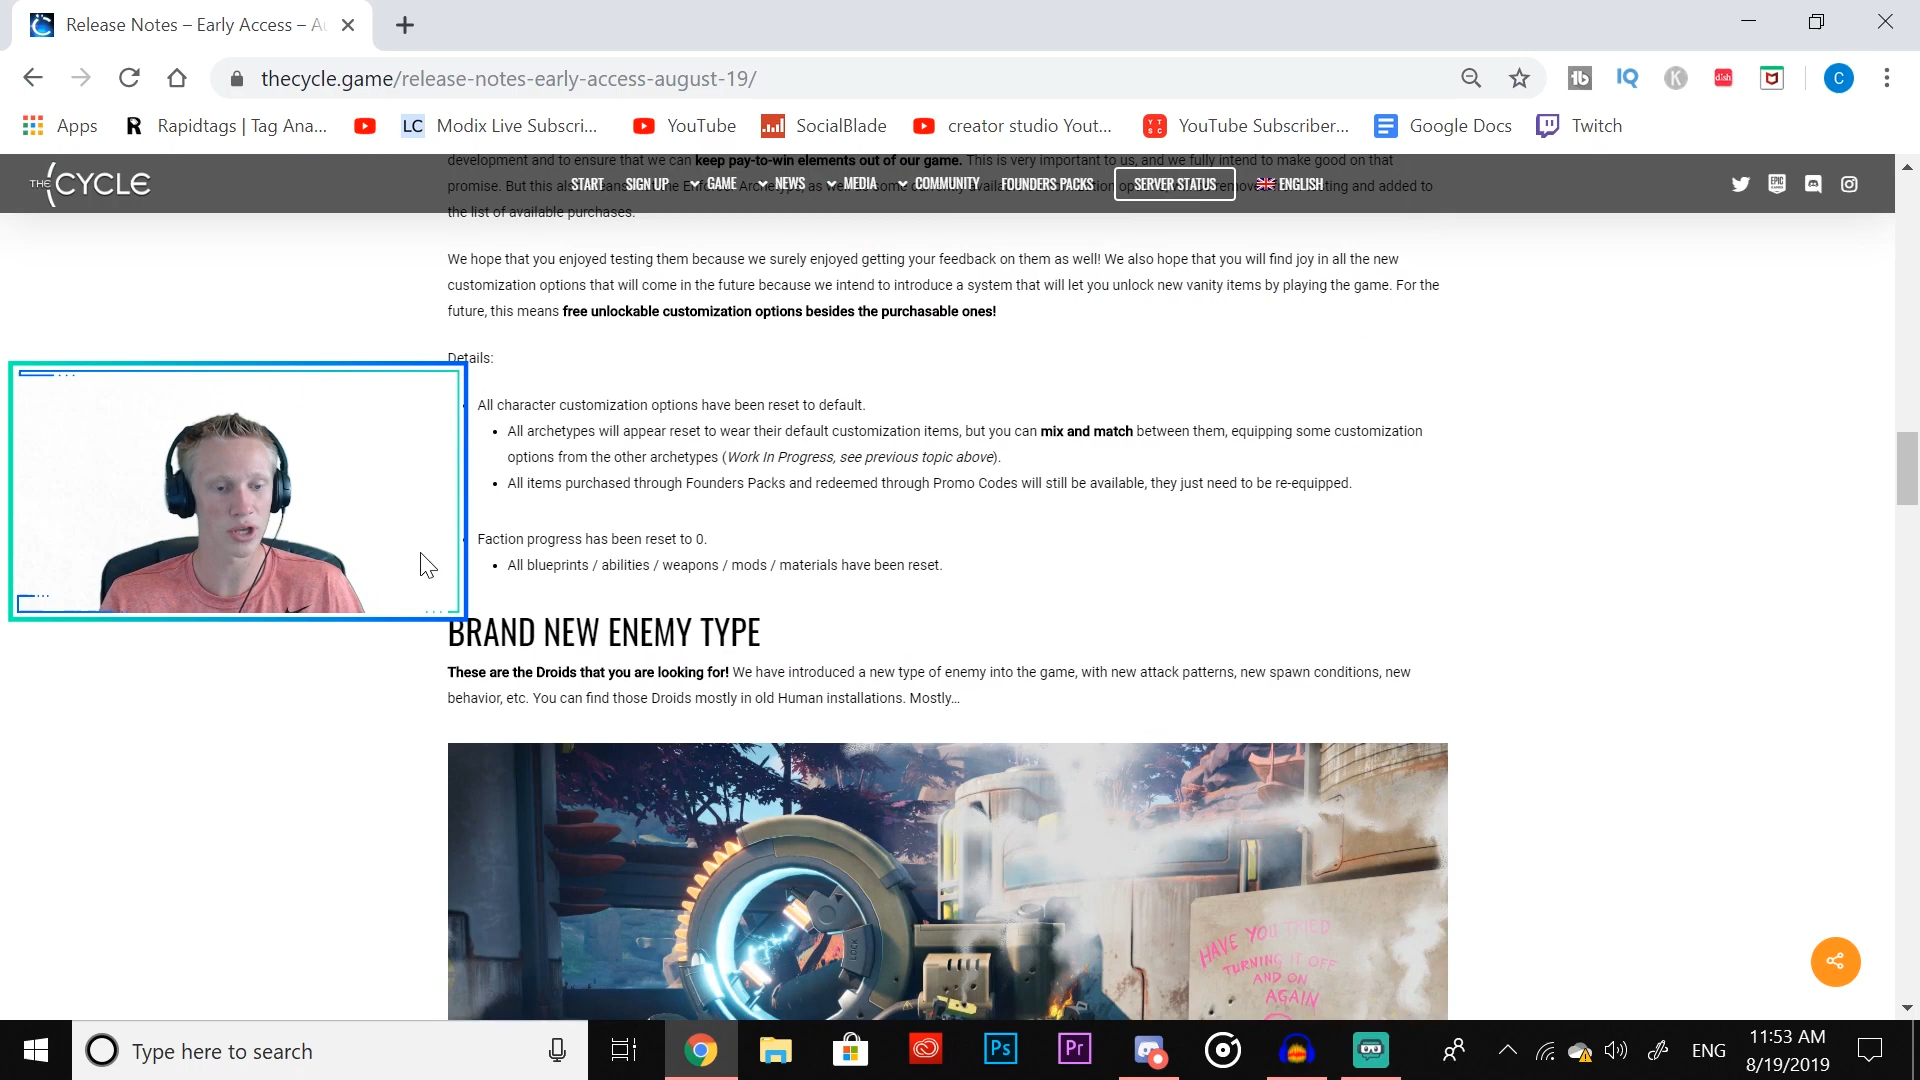 Release Notes – Early Access – Au
thecycle.game/release-notes-early-access-august-19/
Apps
Rapidtags | Tag Ana...
LC Modix Live Subscri...
YouTube
SocialBlade
creator studio Yout...
YouTube Subscriber...
Google Docs
Twitch
development and to ensure that we can keep pay-to-win elements out of our game. This is very important to us, and we fully intend to make good on that
THE CYCLE
START SIGN UP GAME NEWS MEDIA COMMUNITY FOUNDERS PACKS SERVER STATUS ENGLISH
promise. But this
and added to
the list of available purchases.
We hope that you enjoyed testing them because we surely enjoyed getting your feedback on them as well! We also hope that you will find joy in all the new
customization options that will come in the future because we intend to introduce a system that will let you unlock new vanity items by playing the game. For the
future, this means free unlockable customization options besides the purchasable ones!
Details:
All character customization options have been reset to default.
• All archetypes will appear reset to wear their default customization items, but you can mix and match between them, equipping some customization
options from the other archetypes (Work In Progress, see previous topic above).
• All items purchased through Founders Packs and redeemed through Promo Codes will still be available, they just need to be re-equipped.
Faction progress has been reset to 0.
• All blueprints / abilities / weapons / mods / materials have been reset.
BRAND NEW ENEMY TYPE
These are the Droids that you are looking for! We have introduced a new type of enemy into the game, with new attack patterns, new spawn conditions, new
behavior, etc. You can find those Droids mostly in old Human installations. Mostly...
LOCK
HAVE YOU TRIED
TURNING IT OFF
AND ON
AGAIN
Type here to search
Ps
Pr
ENG
11:53 AM
8/19/2019